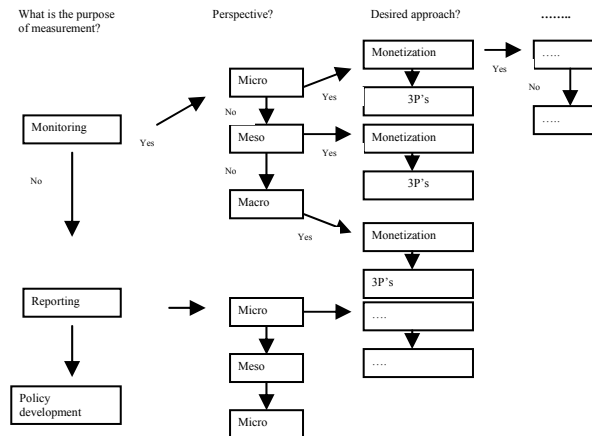 What is the purpose
of measurement?
Perspective?
Desired approach?
……..
Monitoring
Yes
No
Reporting
Policy
development
Micro
Yes
No
Meso
Yes
No
Macro
Yes
Micro
Meso
Micro
Monetization
Yes
3P's
Monetization
3P's
Monetization
3P's
….
….
…..
No
…..